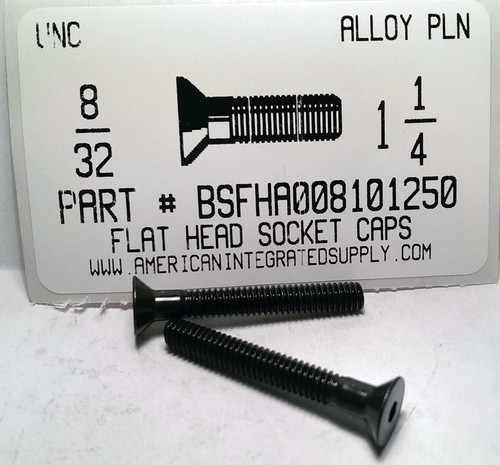 UNC ALLOY PLN
8
32
1 1
4
PART # BSFHA008101250
FLAT HEAD SOCKET CAPS
WWW.AMERICANINTEGRATEDSUPPLY.COM